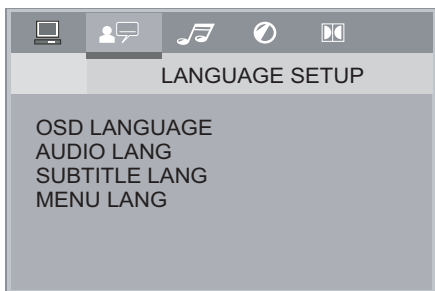 LANGUAGE SETUP
OSD LANGUAGE
AUDIO LANG
SUBTITLE LANG
MENU LANG